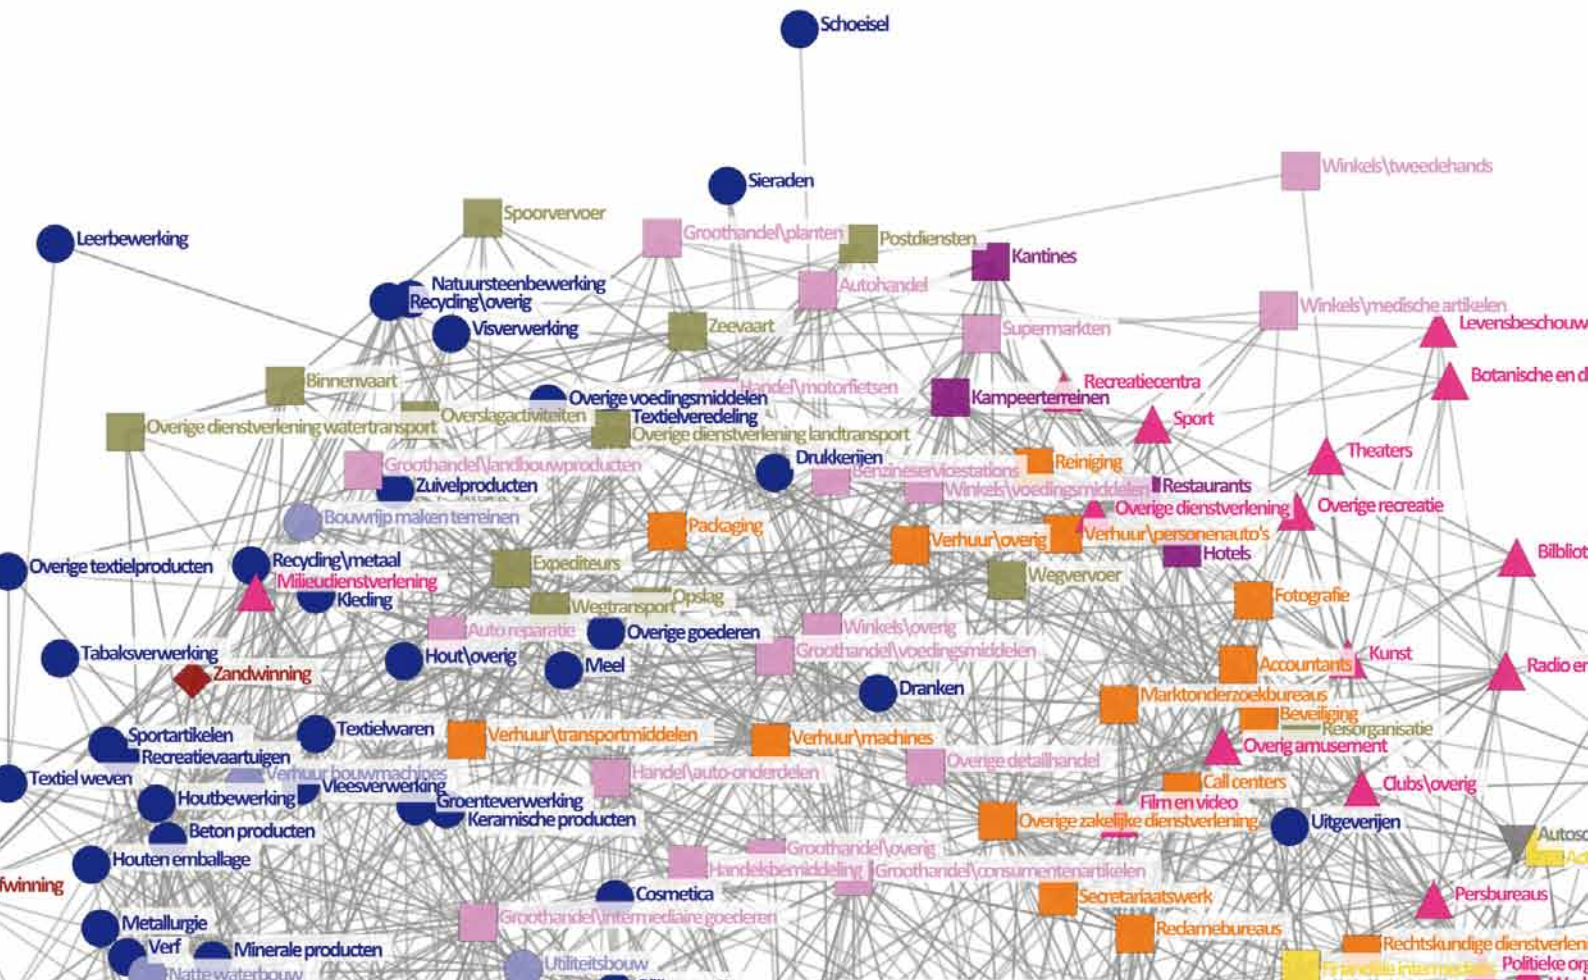 Schoeisel
Winkels\tweedehands
Sieraden
Spoorvervoer
Groothandel\planten
Postdiensten
Leerbewerking
Kantines
Natuursteenbewerking
Autohandel
Recycling\overig
Winkels\medische artikelen
Visverwerking
Zeevaart
Supermarkten
Levensbeschouw
Binnenvaart
Handel\motorfietsen
Recreatiecentra
Botanische en d
Overige voedingsmiddelen
Kampeerterreinen
Overslagactiviteiten
Textielveredeling
Sport
Overige dienstverlening watertransport
Overige dienstverlening landtransport
Theaters
Drukkerijen
Groothandel\landbouwproducten
Benzineservicestations
Reiniging
Zuivelproducten
Winkels\voedingsmiddelen
Restaurants
Overige dienstverlening
Overige recreatie
Bouwrijp maken terreinen
Packaging
Verhuur\overig
Verhuur\personenauto's
Hotels
Bilbliot
Recycling\metaal
Overige textielproducten
Expediteurs
Wegvervoer
Milieudienstverlening
Kleding
Opslag
Wegtransport
Fotografie
Auto reparatie
Overige goederen
Winkels\overig
Tabaksverwerking
Hout\overig
Groothandel\voedingsmiddelen
Kunst
Zandwinning
Meel
Accountants
Radio en
Dranken
Marktonderzoekbureaus
Sportartikelen
Textielwaren
Verhuur\transportmiddelen
Verhuur\machines
Beveiliging
Reisorganisatie
Recreatievaartuigen
Overig amusement
Textiel weven
Verhuur bouwmachines
Handel\auto-onderdelen
Overige detailhandel
Vleesverwerking
Call centers
Clubs\overig
Houtbewerking
Groenteverwerking
Film en video
Keramische producten
Overige zakelijke dienstverlening
Uitgeverijen
Beton producten
Autosc
Houten emballage
Groothandel\overig
Handelsbemiddeling
Groothandel\consumentenartikelen
fwinning
Cosmetica
Secretariaatswerk
Persbureaus
Metallurgie
Groothandel\intermediaire goederen
Reclamebureaus
Verf
Minerale producten
Rechtskundige dienstverlen
Natte waterbouw
Utiliteitsbouw
Politieke or